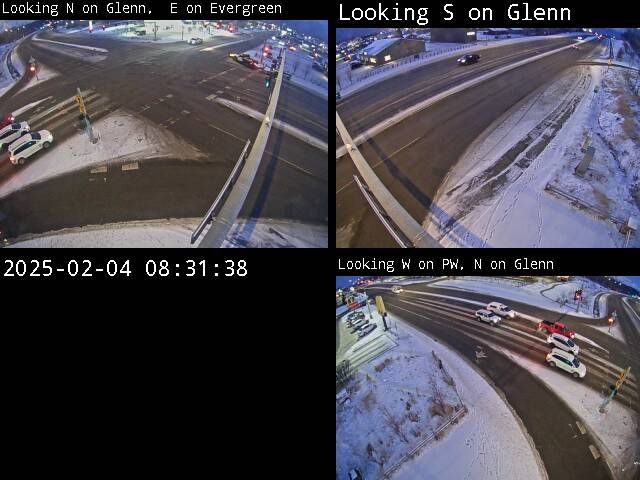 Looking N on Glenn,  E on Evergreen
Looking S on Glenn
2025-02-04 08:31:38
Looking W on PW, N on Glenn